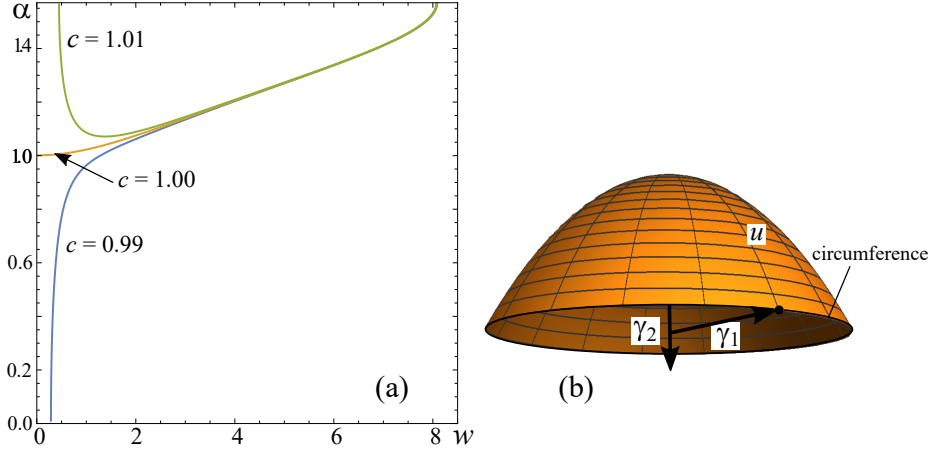 α
1.4
c = 1.01
1.0
c = 1.00
0.6
c = 0.99
0.2
0.0
0 2 4 6 8 w
(a)
u
circumference
γ2
γ1
(b)